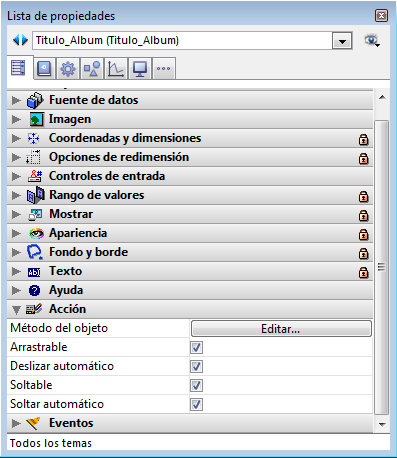 Lista de propiedades
Titulo_Album (Titulo_Album)
Fuente de datos
Imagen
Coordenadas y dimensiones
Opciones de redimensión
Controles de entrada
Rango de valores
Mostrar
Apariencia
Fondo y borde
Texto
Ayuda
Acción
Método del objeto Editar...
Arrastrable
Deslizar automático
Soltable
Soltar automático
Eventos
Todos los temas